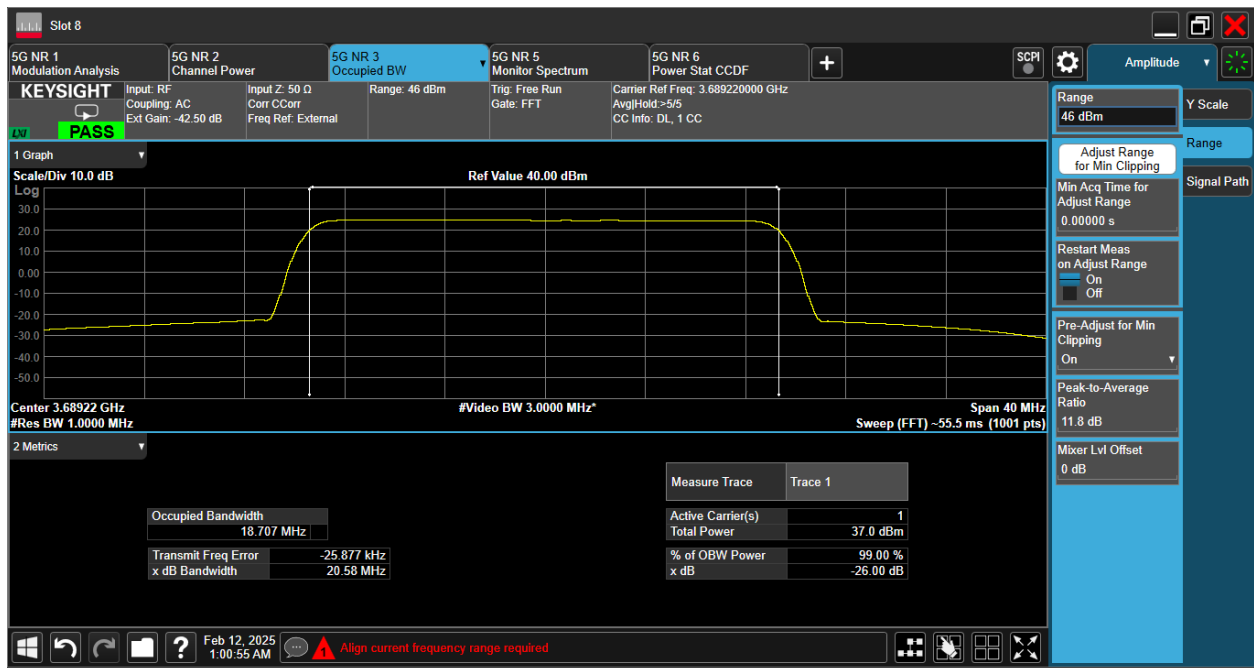 Slot 8
5G NR 1
Modulation Analysis
5G NR 2
Channel Power
5G NR 3
Occupied BW
5G NR 5
Monitor Spectrum
5G NR 6
Power Stat CCDF
SCPI
Amplitude
KEYSIGHT
LXI
PASS
Input: RF
Coupling: AC
Ext Gain: -42.50 dB
Input Z: 50 Ω
Corr CCorr
Freq Ref: External
Range: 46 dBm
Trig: Free Run
Gate: FFT
Carrier Ref Freq: 3.689220000 GHz
Avg|Hold:>5/5
CC Info: DL, 1 CC
1 Graph
Scale/Div 10.0 dB
Ref Value 40.00 dBm
Log
30.0
20.0
10.0
0.00
-10.0
-20.0
-30.0
-40.0
-50.0
Center 3.68922 GHz
#Video BW 3.0000 MHz*
Span 40 MHz
#Res BW 1.0000 MHz
Sweep (FFT) ~55.5 ms (1001 pts)
2 Metrics
Measure Trace Trace 1
Occupied Bandwidth
18.707 MHz
Transmit Freq Error -25.877 kHz
x dB Bandwidth 20.58 MHz
Active Carrier(s) 1
Total Power 37.0 dBm
% of OBW Power 99.00 %
x dB -26.00 dB
Range
46 dBm
Adjust Range
for Min Clipping
Min Acq Time for
Adjust Range
0.00000 s
Restart Meas
on Adjust Range
On
Off
Pre-Adjust for Min
Clipping
On
Peak-to-Average
Ratio
11.8 dB
Mixer Lvl Offset
0 dB
Y Scale
Range
Signal Path
?
Feb 12, 2025
1:00:55 AM
1
Align current frequency range required